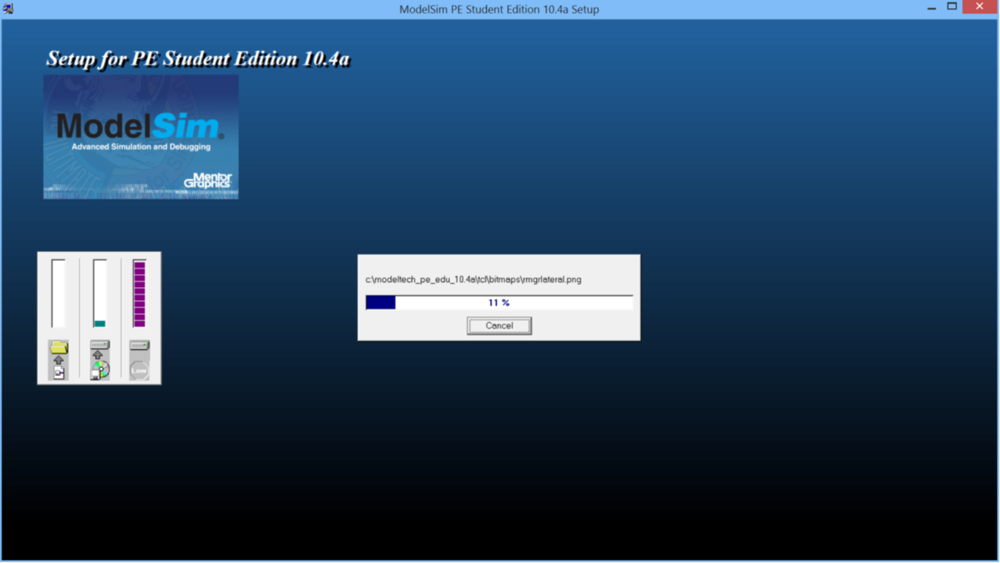 ModelSim PE Student Edition 10.4a Setup
Setup for PE Student Edition 10.4a
ModelSim®
Advanced Simulation and Debugging
Mentor
Graphics
c:\modeltech_pe_edu_10.4a\tcl\bitmaps\rmgrlateral.png
11 %
Cancel
Low